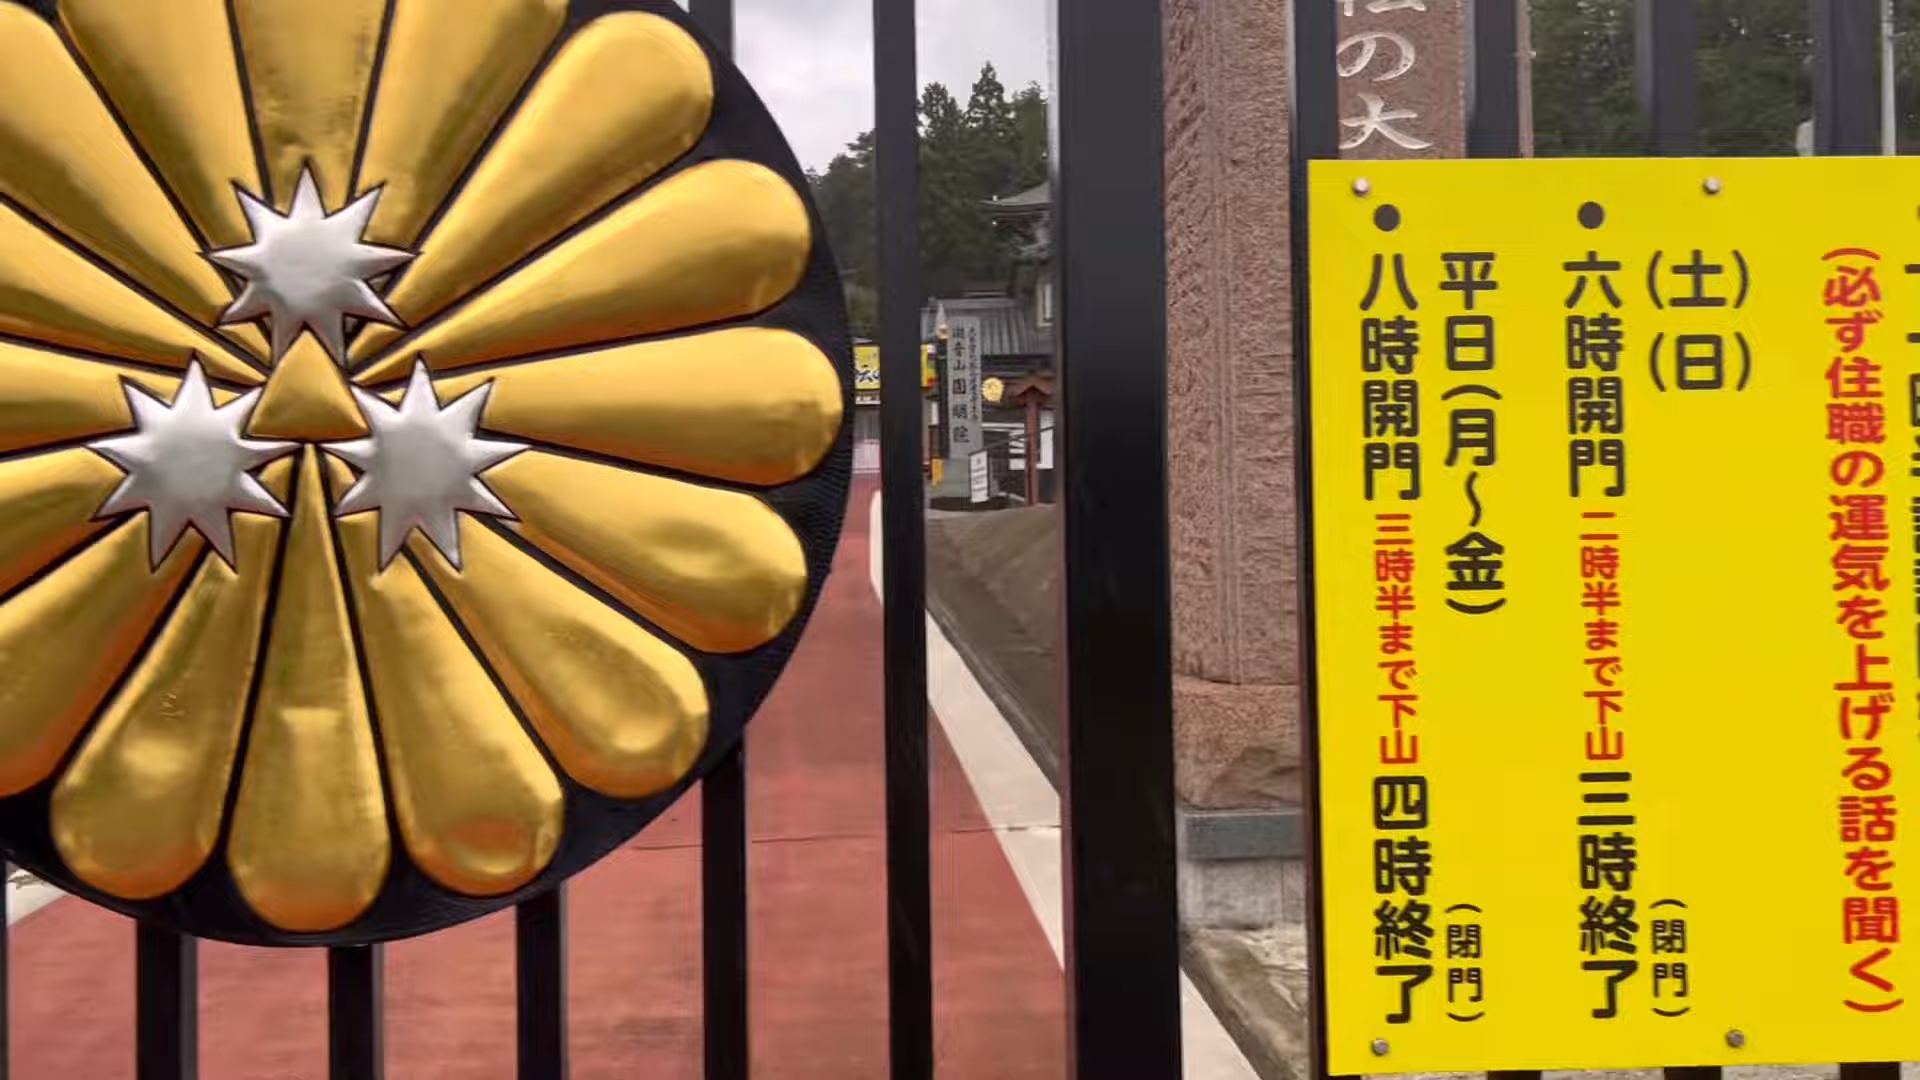 の大
(必ず住職の運気を上げる話を聞く)
(土)
(日)
●六時開門 二時半まで下山 三時終了
(閉門)
平日(月〜金)
(閉門)
●八時開門 三時半まで下山 四時終了
潮音山圓明院